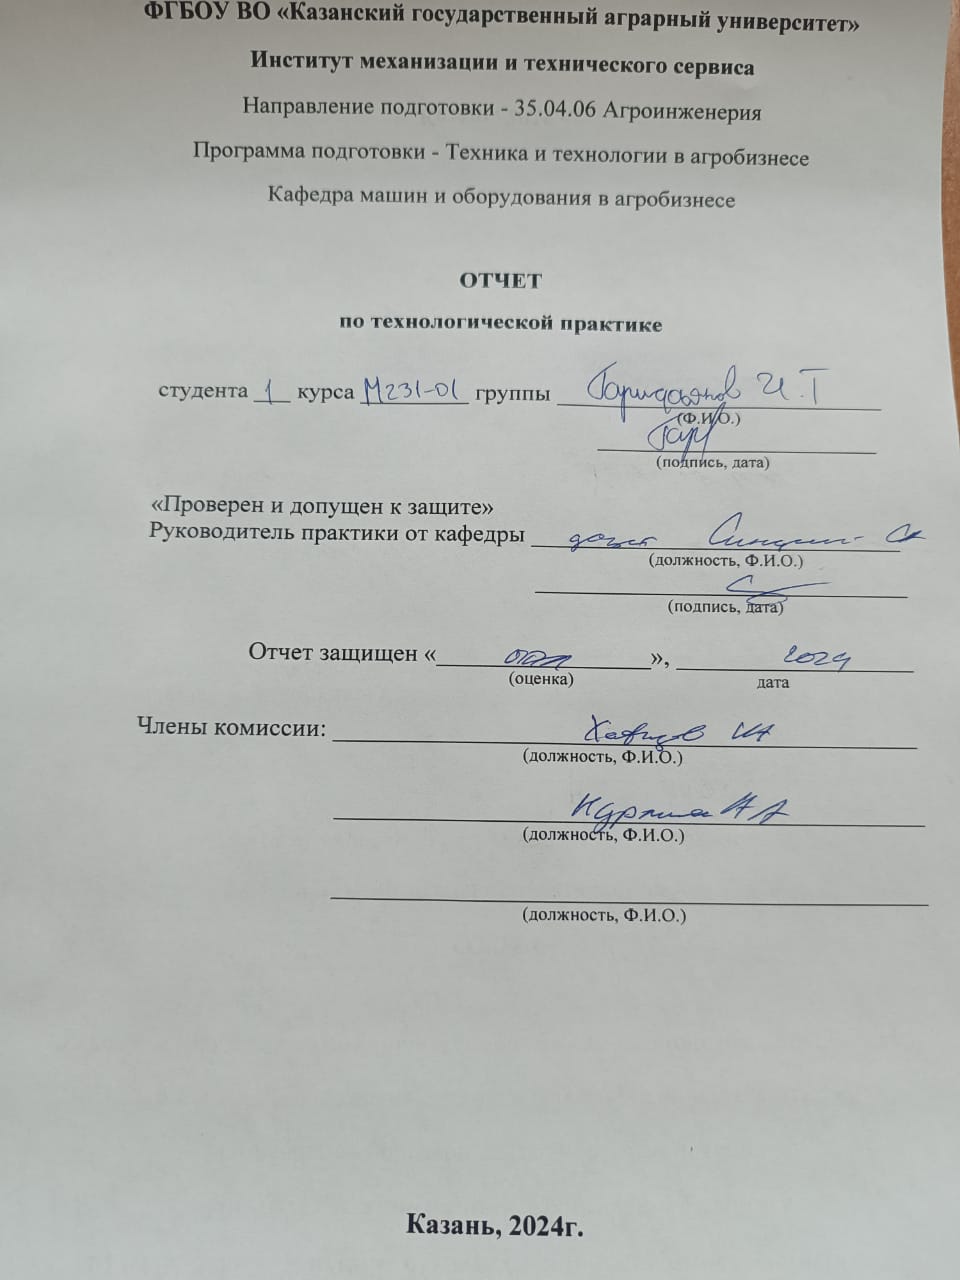 ФГБОУ ВО «Казанский государственный аграрный университет»
Институт механизации и технического сервиса
Направление подготовки - 35.04.06 Агроинженерия
Программа подготовки - Техника и технологии в агробизнесе
Кафедра машин и оборудования в агробизнесе
ОТЧЕТ
по технологической практике
студента 1 курса М231-01 группы И.Т
(Ф.И.О.)
(подпись, дата)
«Проверен и допущен к защите»
Руководитель практики от кафедры
(должность, Ф.И.О.)
(подпись, дата)
Отчет защищен « », 2024
(оценка)
дата
Члены комиссии:
(должность, Ф.И.О.)
(должность, Ф.И.О.)
(должность, Ф.И.О.)
Казань, 2024г.